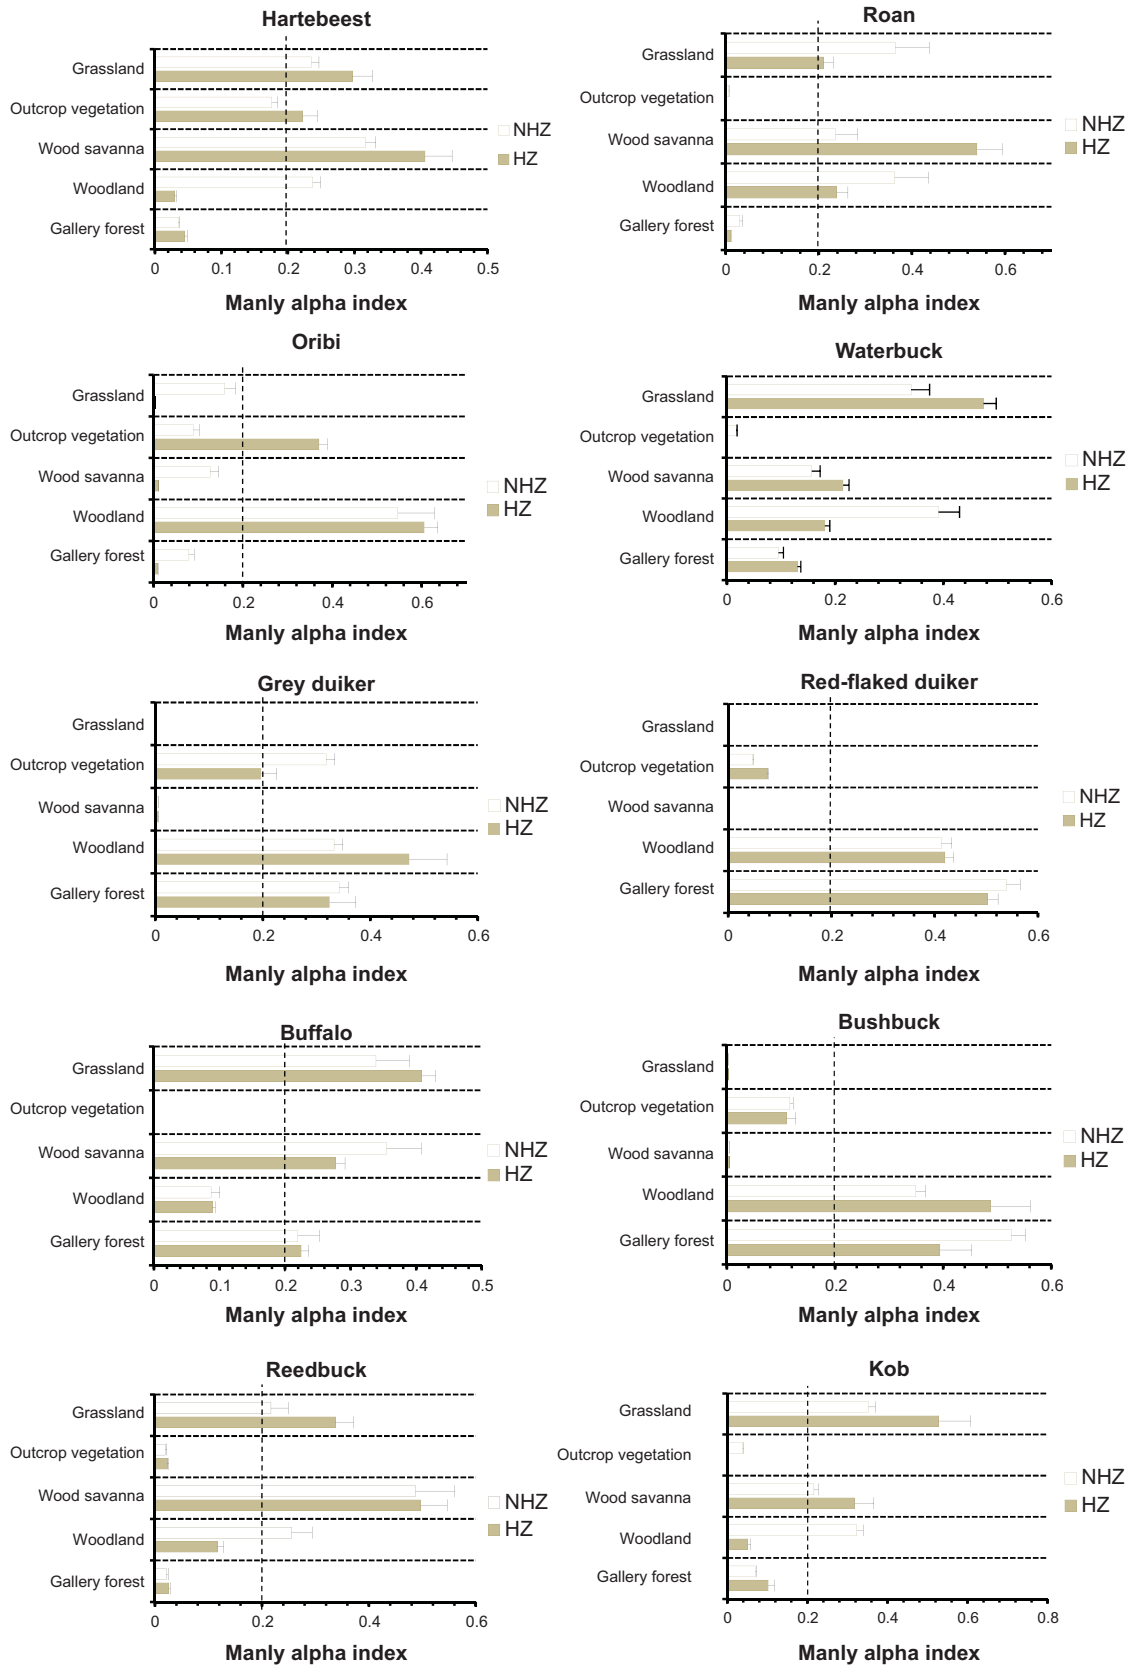 Hartebeest
Grassland
Outcrop vegetation
Wood savanna
Woodland
Gallery forest
0 0.1 0.2 0.3 0.4 0.5
Manly alpha index
NHZ
HZ
Roan
Grassland
Outcrop vegetation
Wood savanna
Woodland
Gallery forest
0 0.2 0.4 0.6
Manly alpha index
NHZ
HZ
Oribi
Grassland
Outcrop vegetation
Wood savanna
Woodland
Gallery forest
0 0.2 0.4 0.6
Manly alpha index
NHZ
HZ
Waterbuck
Grassland
Outcrop vegetation
Wood savanna
Woodland
Gallery forest
0 0.2 0.4 0.6
Manly alpha index
NHZ
HZ
Grey duiker
Grassland
Outcrop vegetation
Wood savanna
Woodland
Gallery forest
0 0.2 0.4 0.6
Manly alpha index
NHZ
HZ
Red-flaked duiker
Grassland
Outcrop vegetation
Wood savanna
Woodland
Gallery forest
0 0.2 0.4 0.6
Manly alpha index
NHZ
HZ
Buffalo
Grassland
Outcrop vegetation
Wood savanna
Woodland
Gallery forest
0 0.1 0.2 0.3 0.4 0.5
Manly alpha index
NHZ
HZ
Bushbuck
Grassland
Outcrop vegetation
Wood savanna
Woodland
Gallery forest
0 0.2 0.4 0.6
Manly alpha index
NHZ
HZ
Reedbuck
Grassland
Outcrop vegetation
Wood savanna
Woodland
Gallery forest
0 0.2 0.4 0.6
Manly alpha index
NHZ
HZ
Kob
Grassland
Outcrop vegetation
Wood savanna
Woodland
Gallery forest
0 0.2 0.4 0.6 0.8
Manly alpha index
NHZ
HZ